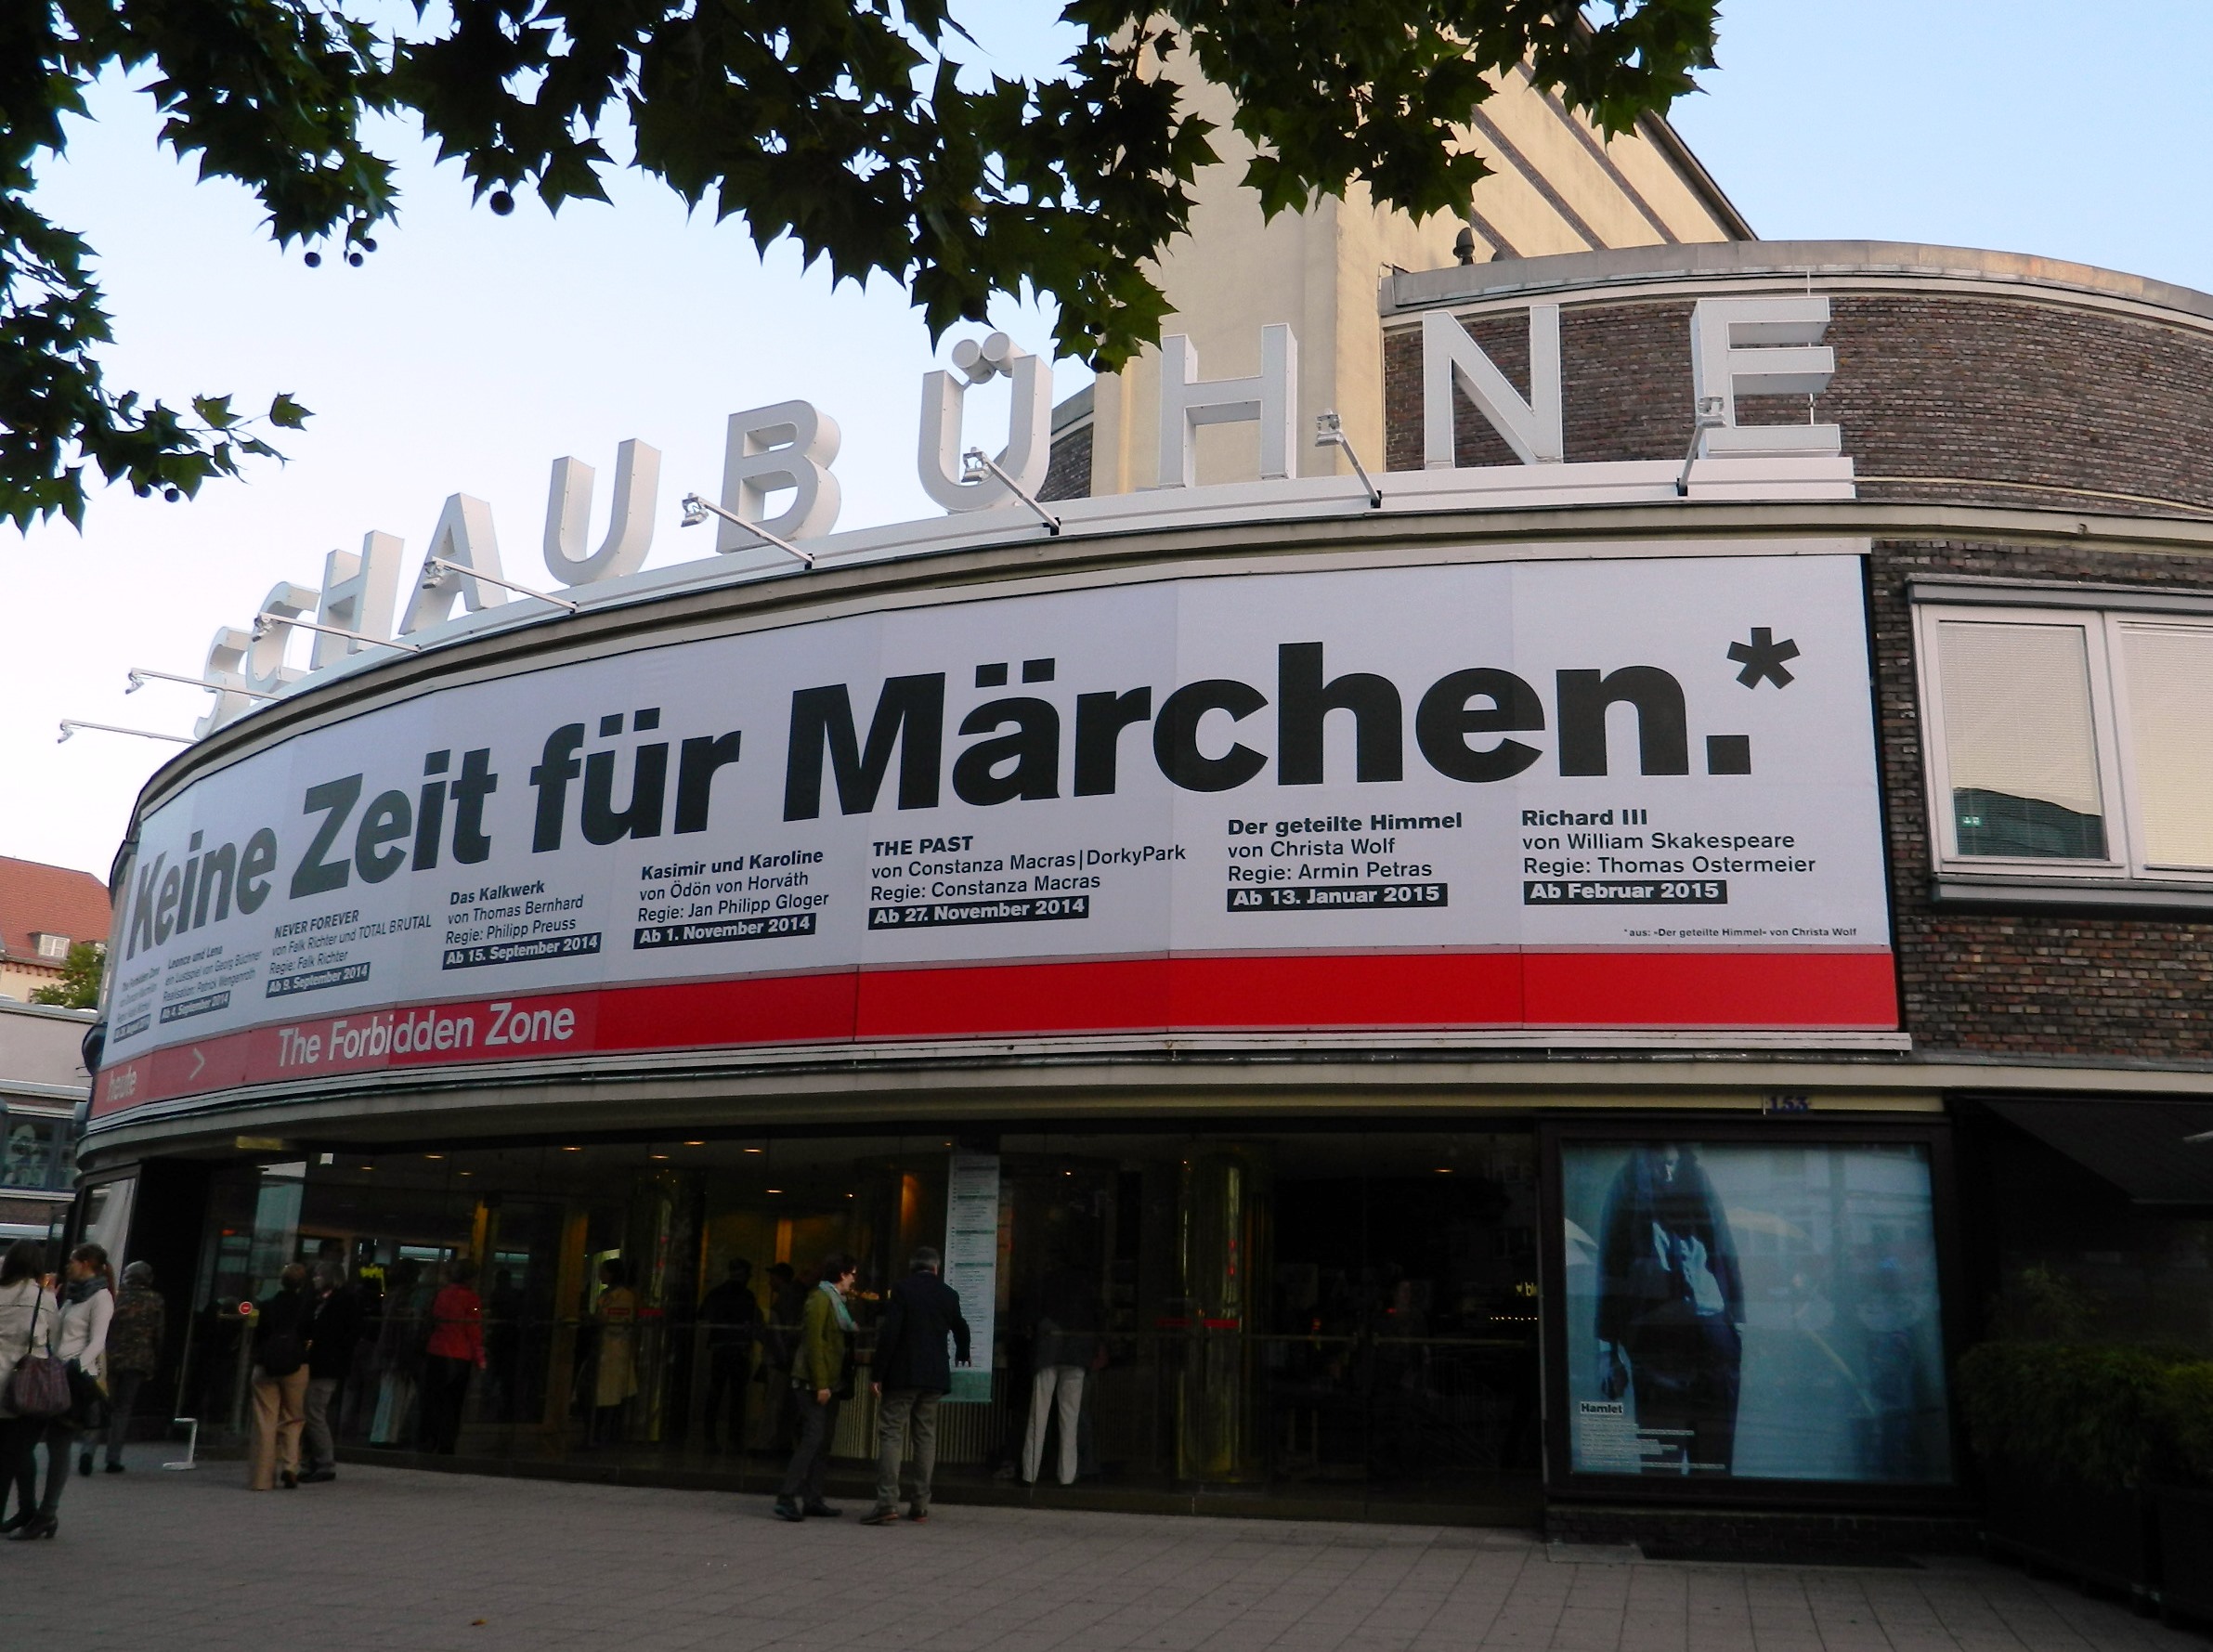 SCHAUBÜHNE
Keine Zeit für Märchen.*
The Forbidden Zone
Leonce und Lena
ein Lustspiel von Georg Büchner
Realisation: Patrick Wengenroth
Ab 4. September 2014
NEVER FOREVER
von Falk Richter und TOTAL BRUTAL
Regie: Falk Richter
Ab 9. September 2014
Das Kalkwerk
von Thomas Bernhard
Regie: Philipp Preuss
Ab 15. September 2014
Kasimir und Karoline
von Ödön von Horváth
Regie: Jan Philipp Gloger
Ab 1. November 2014
THE PAST
von Constanza Macras|DorkyPark
Regie: Constanza Macras
Ab 27. November 2014
Der geteilte Himmel
von Christa Wolf
Regie: Armin Petras
Ab 13. Januar 2015
Richard III
von William Skakespeare
Regie: Thomas Ostermeier
Ab Februar 2015
*aus: »Der geteilte Himmel« von Christa Wolf
heute > The Forbidden Zone
153
Hamlet